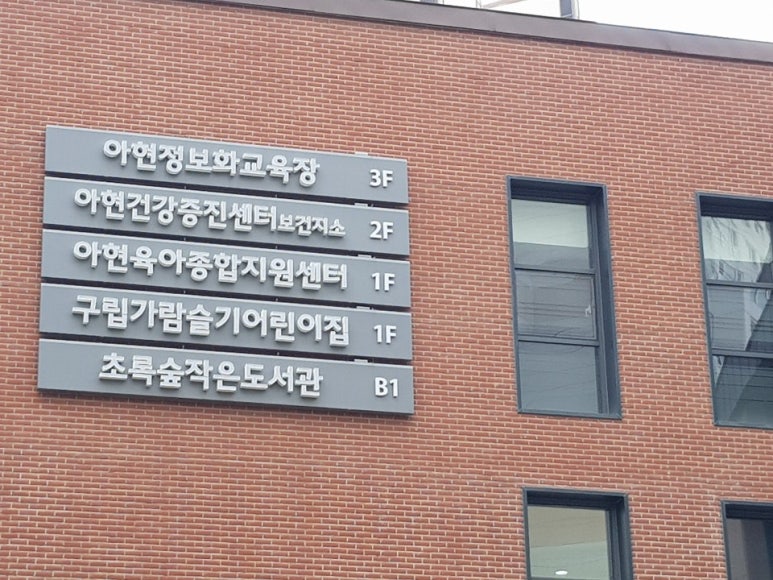 아현정보화교육장 3F
아현건강증진센터보건지소 2F
아현육아종합지원센터 1F
구립가람슬기어린이집 1F
초록숲작은도서관 B1